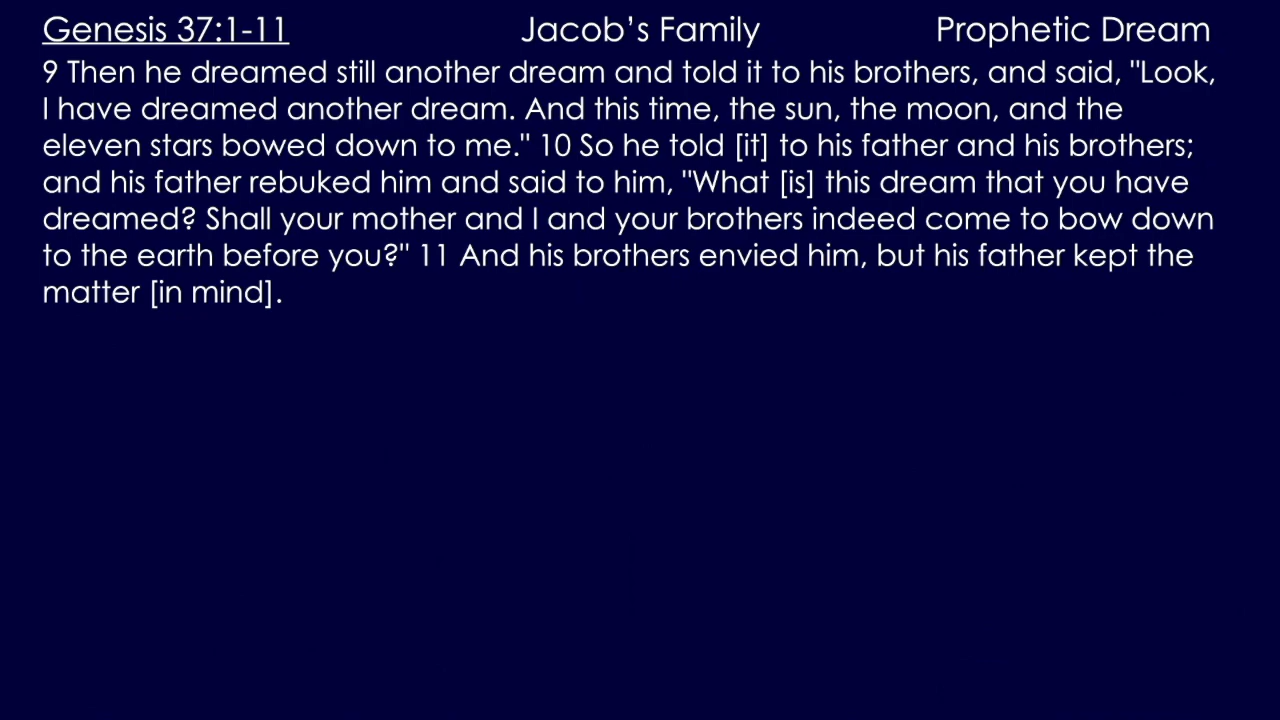 Genesis 37:1-11 Jacob’s Family Prophetic Dream
9 Then he dreamed still another dream and told it to his brothers, and said, "Look,
I have dreamed another dream. And this time, the sun, the moon, and the
eleven stars bowed down to me." 10 So he told [it] to his father and his brothers;
and his father rebuked him and said to him, "What [is] this dream that you have
dreamed? Shall your mother and I and your brothers indeed come to bow down
to the earth before you?" 11 And his brothers envied him, but his father kept the
matter [in mind].